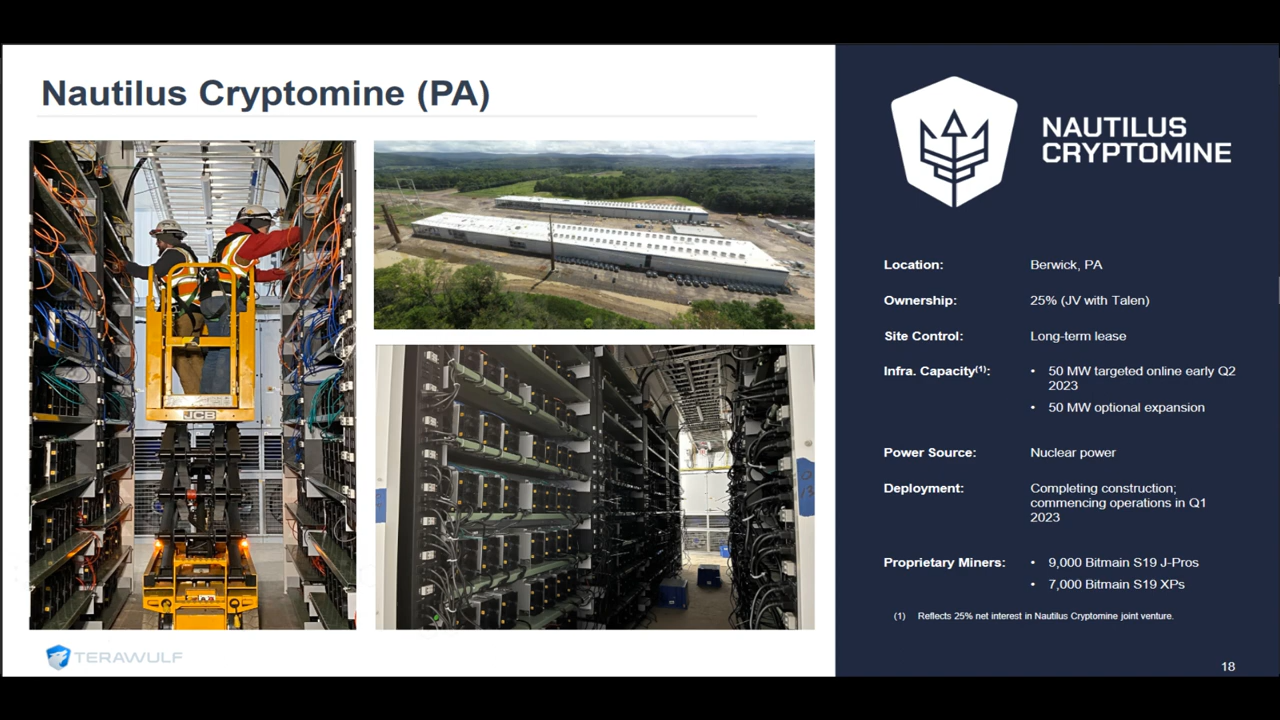 Nautilus Cryptomine (PA)
JCB
TERAWULF
NAUTILUS
CRYPTOMINE
Location: Berwick, PA
Ownership: 25% (JV with Talen)
Site Control: Long-term lease
Infra. Capacity(1): • 50 MW targeted online early Q2
2023
• 50 MW optional expansion
Power Source: Nuclear power
Deployment: Completing construction;
commencing operations in Q1
2023
Proprietary Miners: • 9,000 Bitmain S19 J-Pros
• 7,000 Bitmain S19 XPs
(1) Reflects 25% net interest in Nautilus Cryptomine joint venture.
18